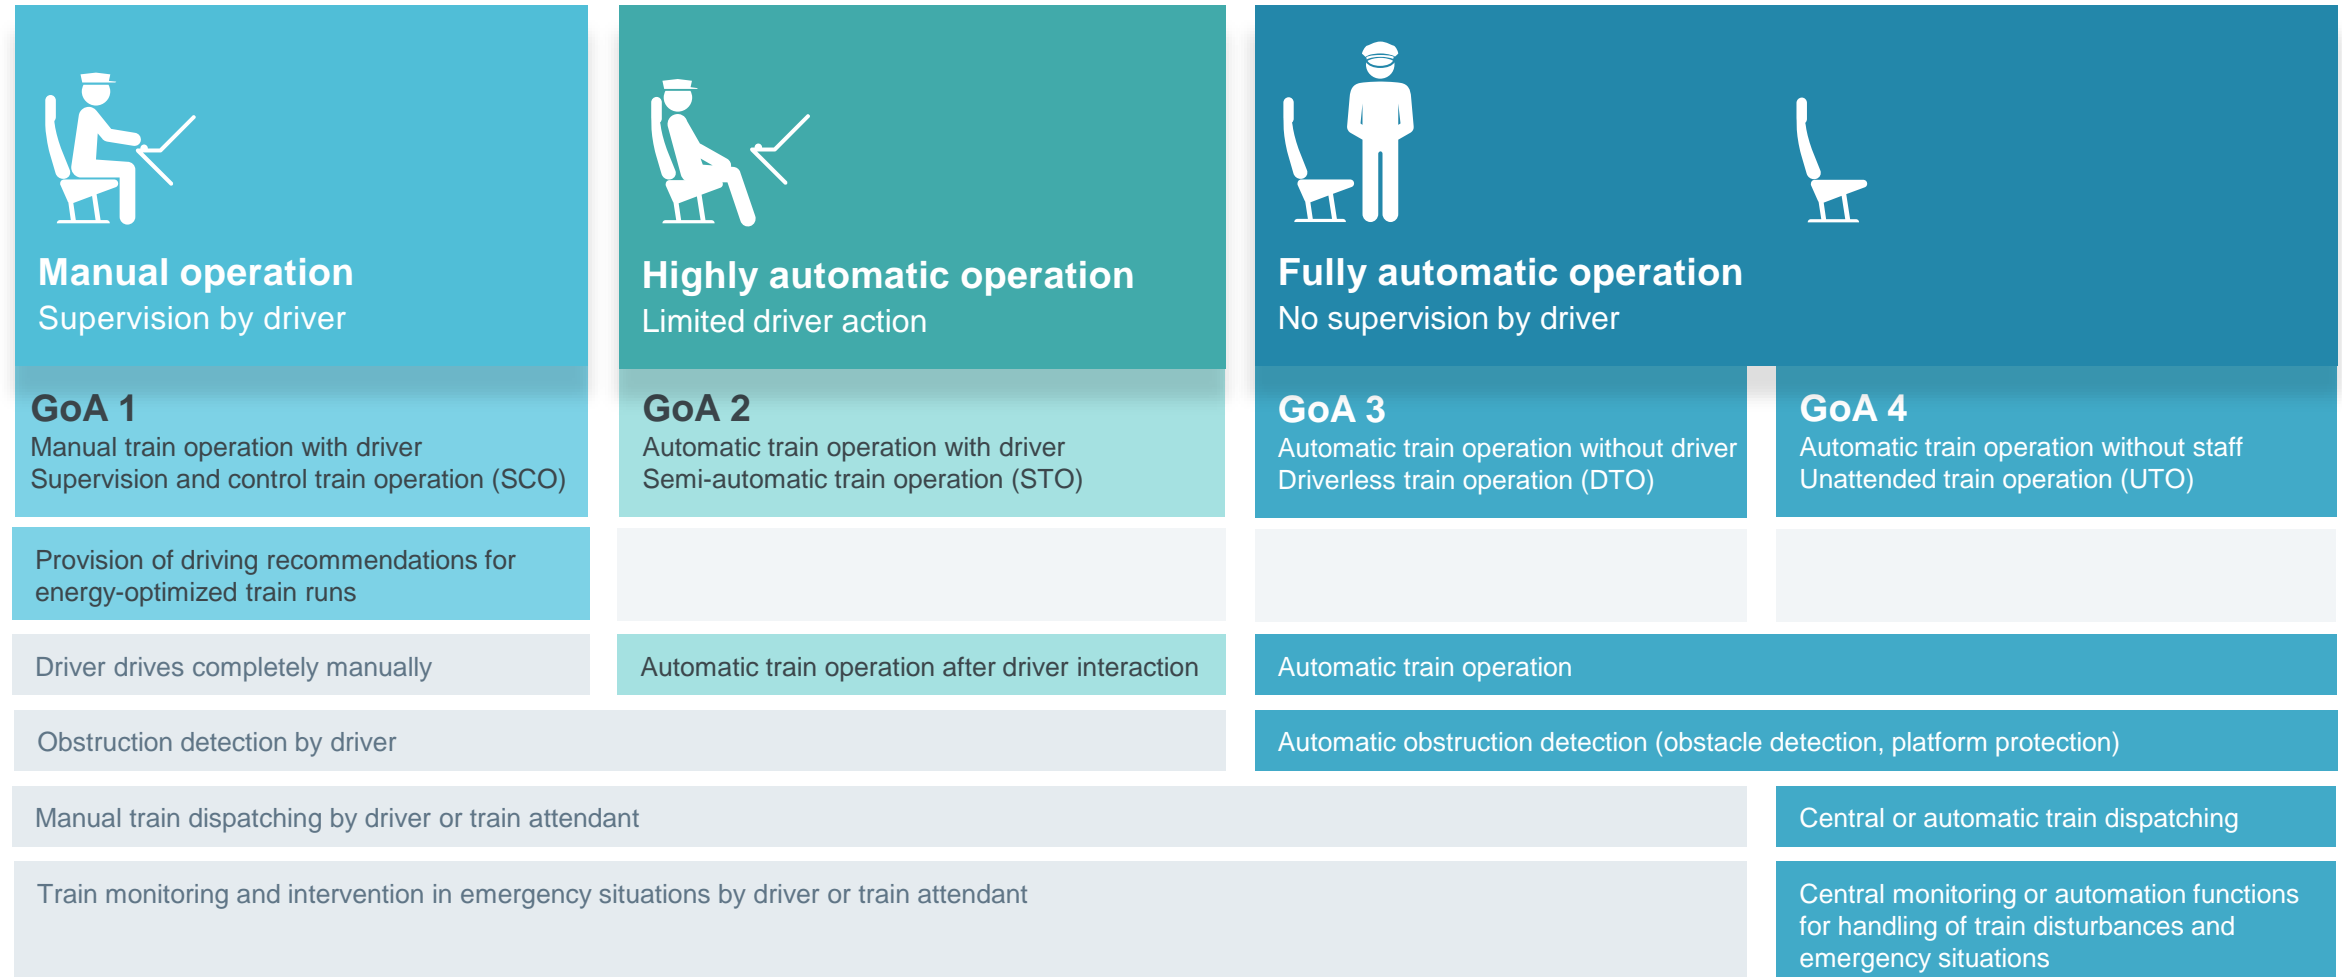 Manual operation
Supervision by driver
Highly automatic operation
Limited driver action
Fully automatic operation
No supervision by driver
GoA 1
Manual train operation with driver
Supervision and control train operation (SCO)
GoA 2
Automatic train operation with driver
Semi-automatic train operation (STO)
GoA 3
Automatic train operation without driver
Driverless train operation (DTO)
GoA 4
Automatic train operation without staff
Unattended train operation (UTO)
Provision of driving recommendations for
energy-optimized train runs
Driver drives completely manually
Automatic train operation after driver interaction
Automatic train operation
Obstruction detection by driver
Automatic obstruction detection (obstacle detection, platform protection)
Manual train dispatching by driver or train attendant
Central or automatic train dispatching
Train monitoring and intervention in emergency situations by driver or train attendant
Central monitoring or automation functions
for handling of train disturbances and
emergency situations